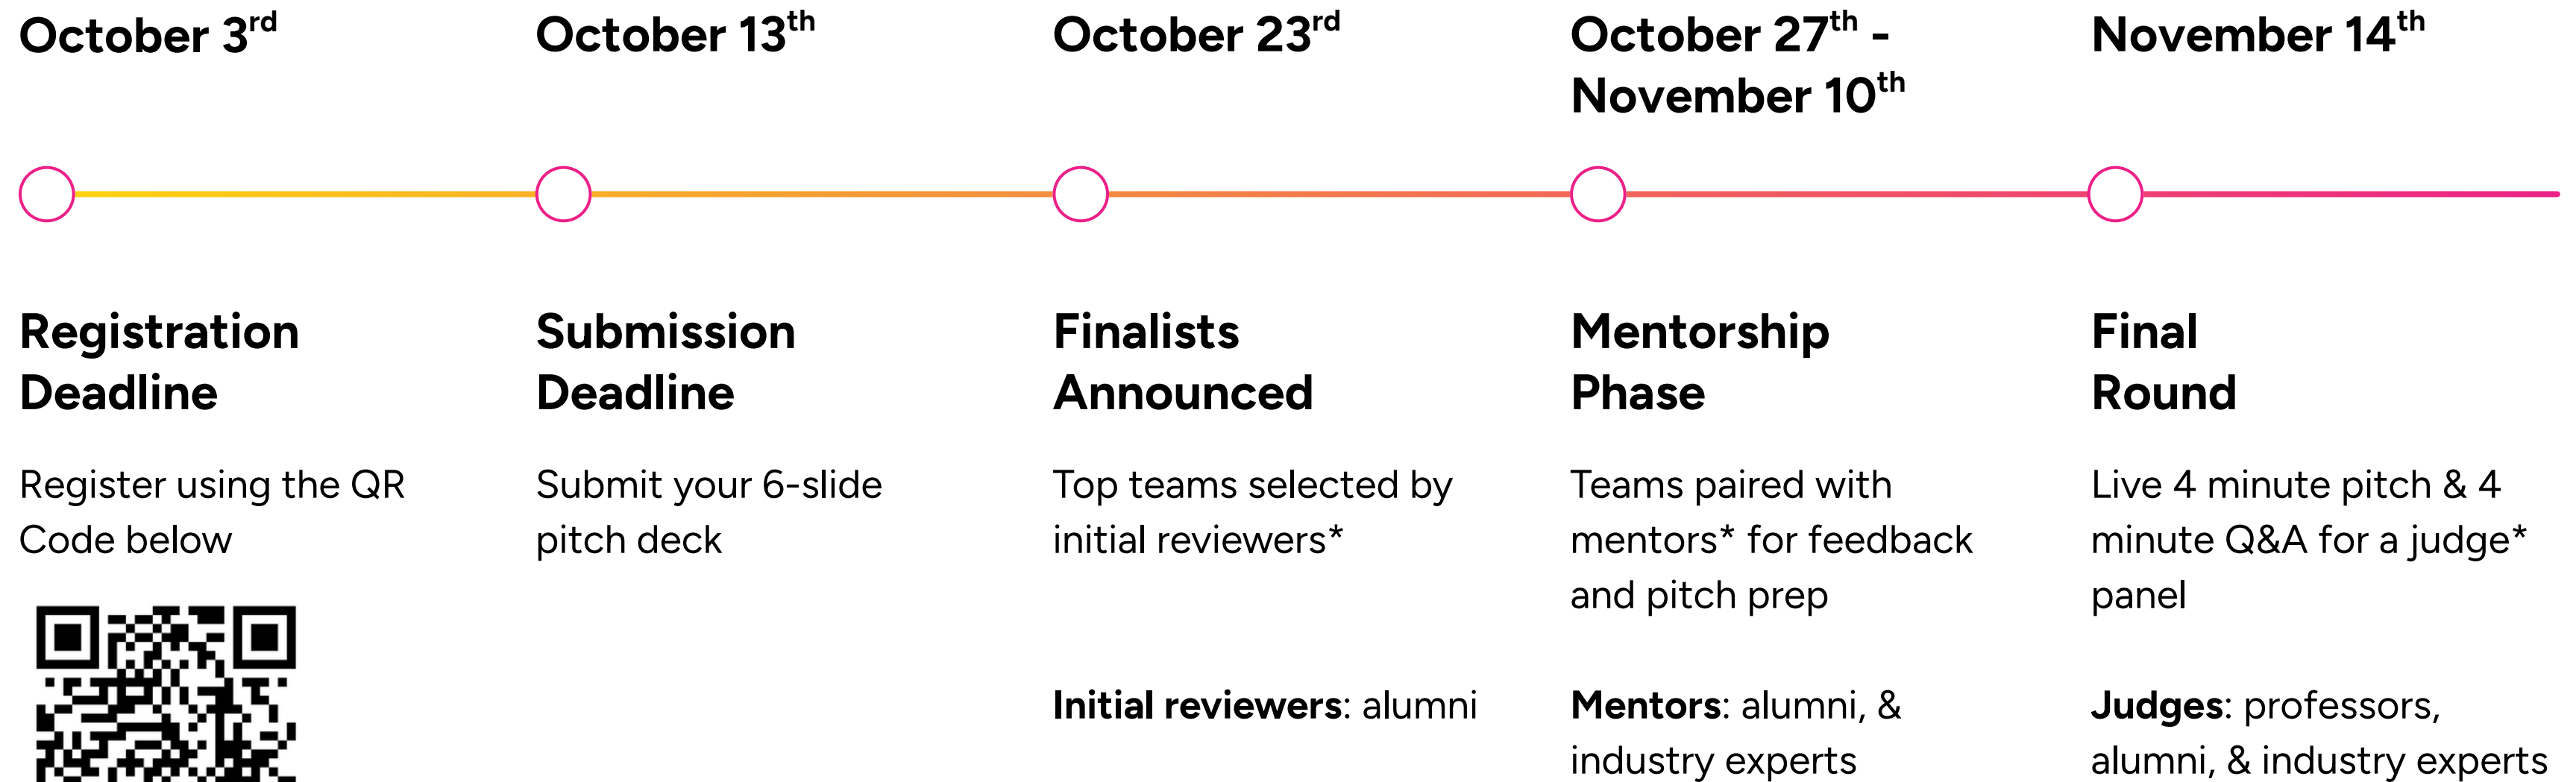 October 3rd
October 13th
October 23rd
October 27th -
November 10th
November 14th
Registration
Deadline
Register using the QR
Code below
Submission
Deadline
Submit your 6-slide
pitch deck
Finalists
Announced
Top teams selected by
initial reviewers*
Initial reviewers: alumni
Mentorship
Phase
Teams paired with
mentors* for feedback
and pitch prep
Mentors: alumni, &
industry experts
Final
Round
Live 4 minute pitch & 4
minute Q&A for a judge*
panel
Judges: professors,
alumni, & industry experts